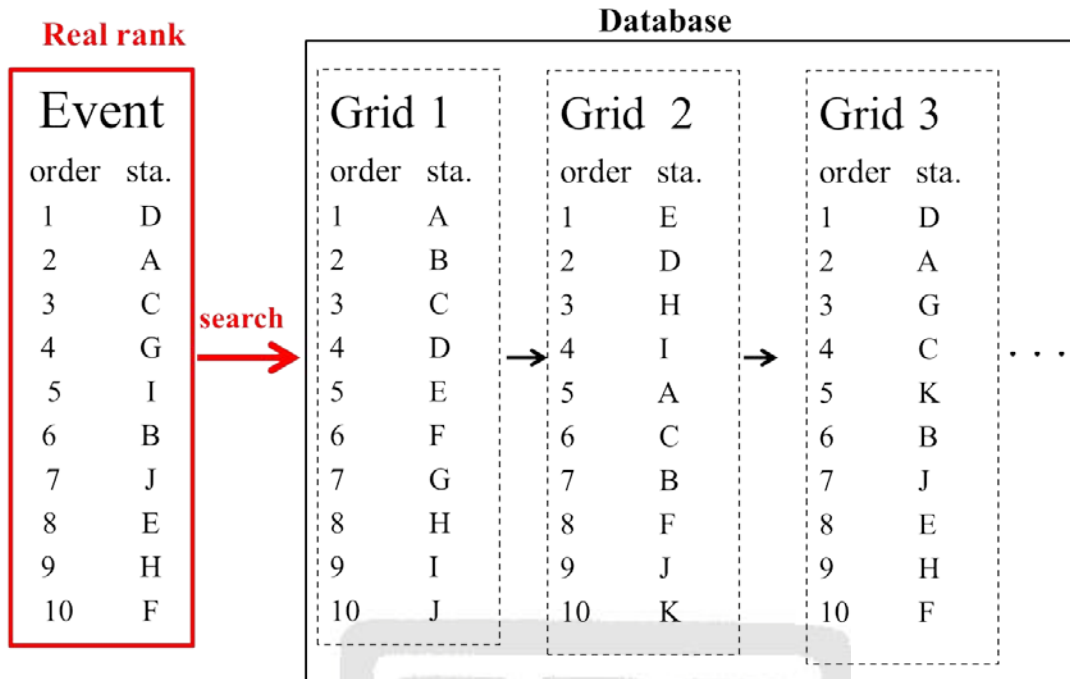 Real rank
Database
Event
order sta.
1 D
2 A
3 C
4 G
5 I
6 B
7 J
8 E
9 H
10 F
search
Grid 1
order sta.
1 A
2 B
3 C
4 D
5 E
6 F
7 G
8 H
9 I
10 J
Grid 2
order sta.
1 E
2 D
3 H
4 I
5 A
6 C
7 B
8 F
9 J
10 K
Grid 3
order sta.
1 D
2 A
3 G
4 C
5 K
6 B
7 J
8 E
9 H
10 F
. . .